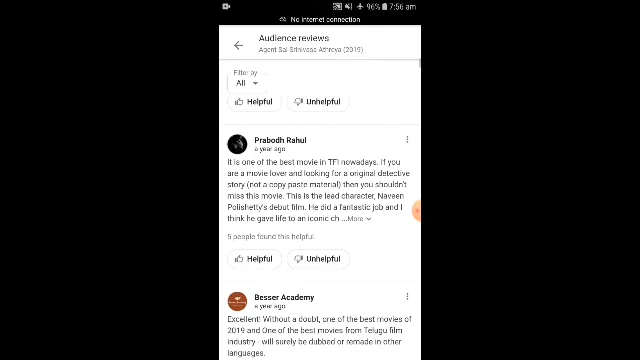 96% 7:56 am
No internet connection
Audience reviews
Agent Sai Srinivasa Athreya (2019)
Filter by
All
Helpful Unhelpful
Prabodh Rahul
a year ago
It is one of the best movie in TFI nowadays. If you
are a movie lover and looking for a original detective
story (not a copy paste material) then you shouldn't
miss this movie. This is the lead character, Naveen
Polishetty's debut film. He did a fantastic job and I
think he gave life to an iconic ch ...More
5 people found this helpful.
Helpful Unhelpful
Besser Academy
a year ago
Excellent! Without a doubt, one of the best movies of
2019 and One of the best movies from Telugu film
industry - will surely be dubbed or remade in other
languages.